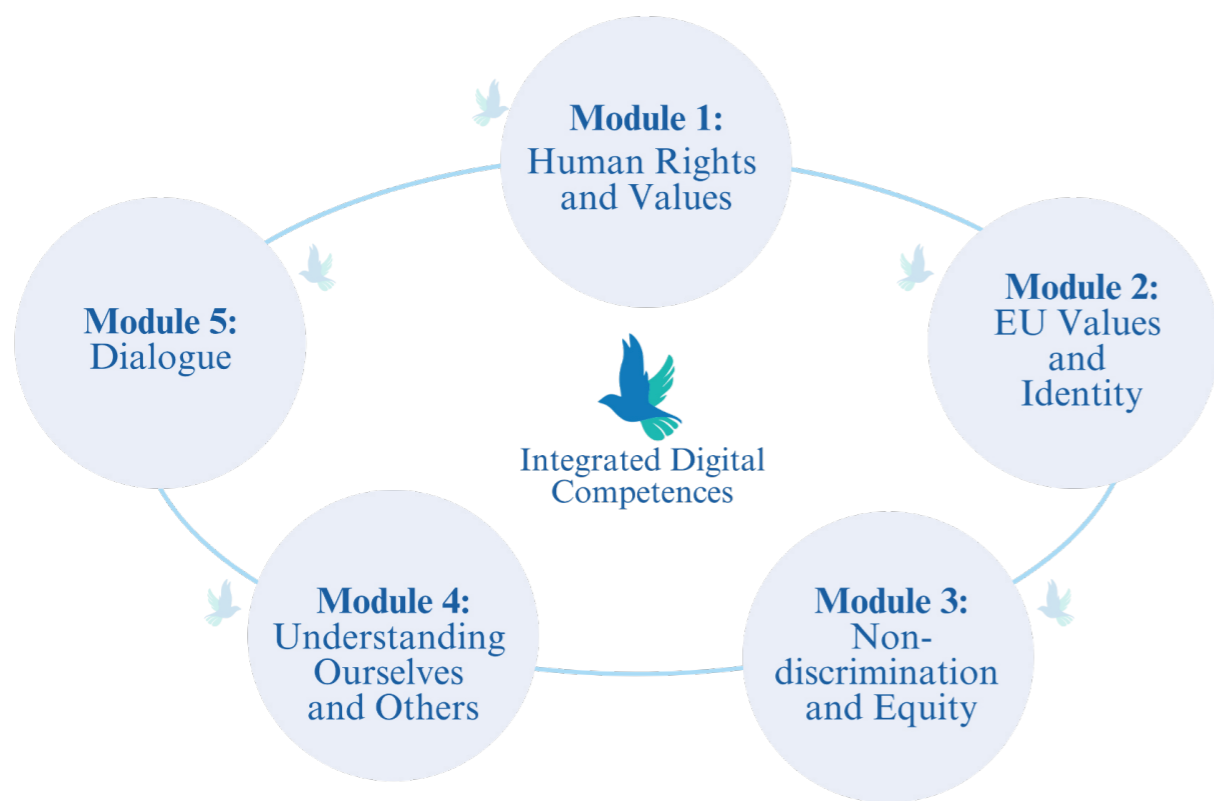 Module 1:
Human Rights
and Values
Module 2:
EU Values
and
Identity
Module 3:
Non-
discrimination
and Equity
Module 4:
Understanding
Ourselves
and Others
Module 5:
Dialogue
Integrated Digital
Competences